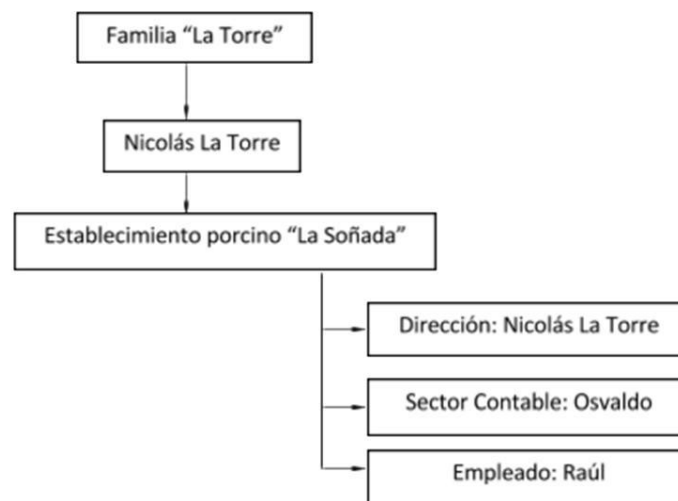 Familia “La Torre”
Nicolás La Torre
Establecimiento porcino “La Soñada”
Dirección: Nicolás La Torre
Sector Contable: Osvaldo
Empleado: Raúl